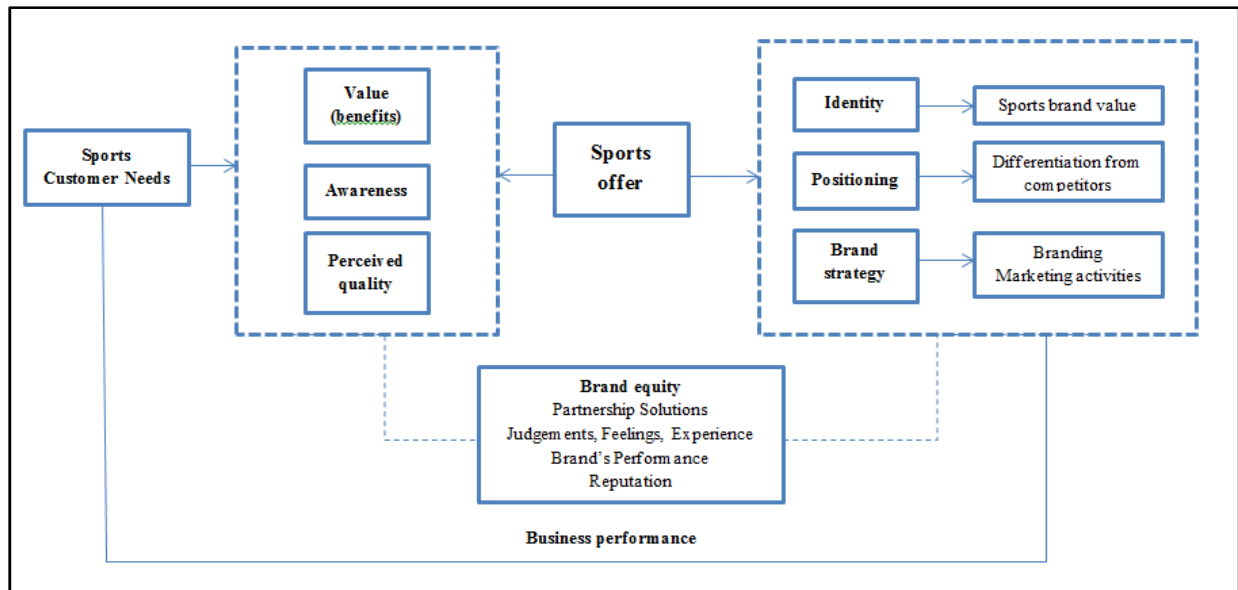 Sports
Customer Needs
Value
(benefits)
Awareness
Perceived
quality
Sports
offer
Identity
Sports brand value
Positioning
Differentiation from
competitors
Brand
strategy
Branding
Marketing activities
Brand equity
Partnership Solutions
Judgements, Feelings, Experience
Brand's Performance
Reputation
Business performance